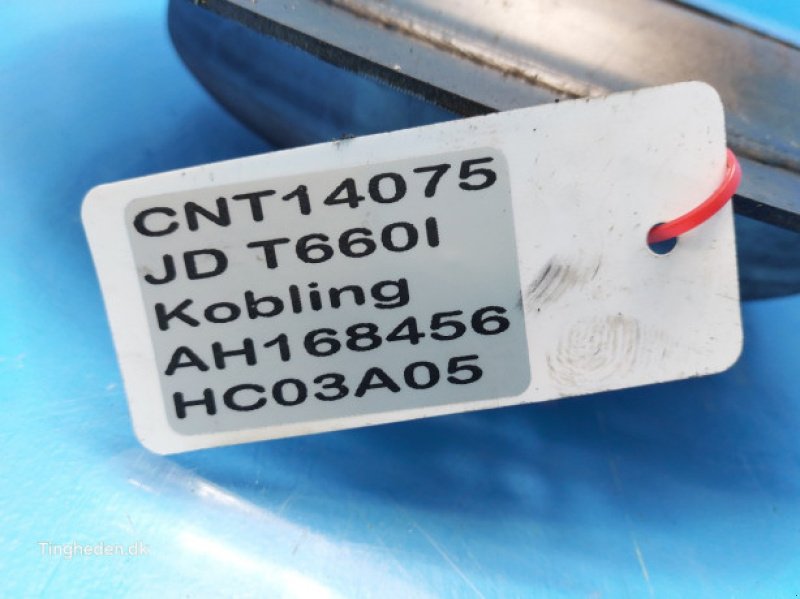 CNT14075
JD T660I
Kobling
AH168456
HC03A05
Tingheden.dk